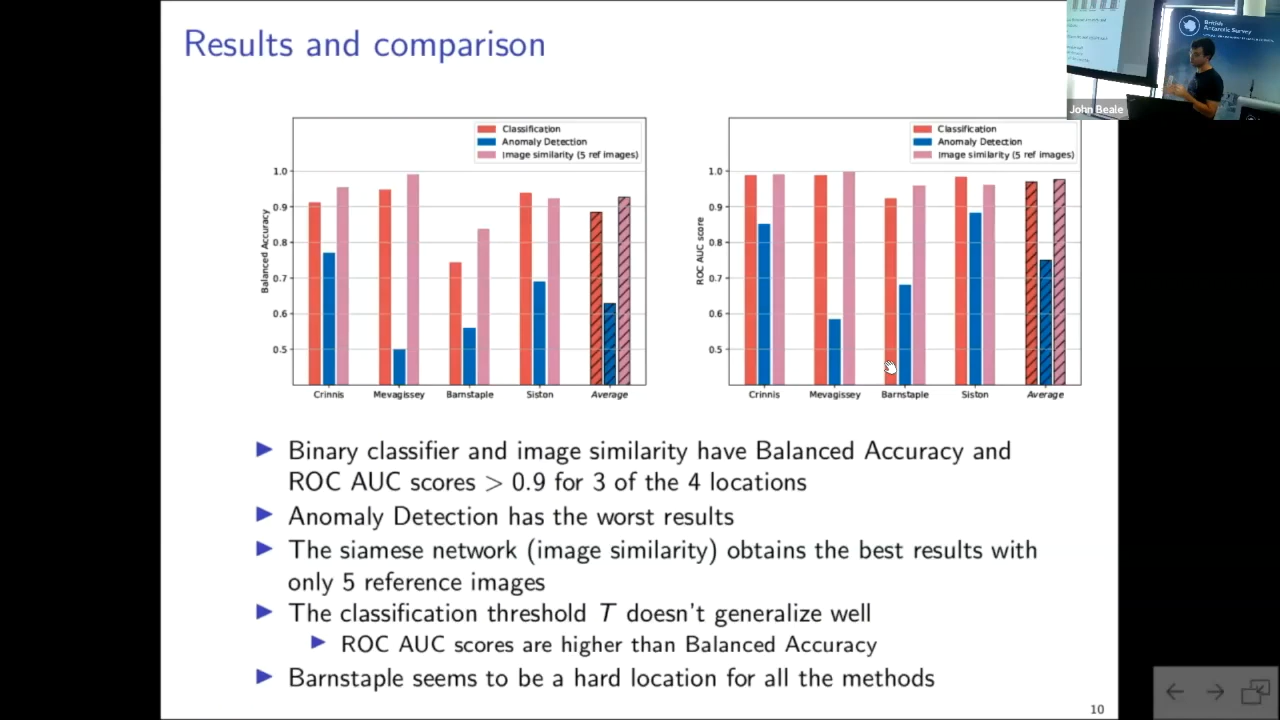 Results and comparison
British
Antarctic Survey
John Beale
Classification
Anomaly Detection
Image similarity (5 ref images)
1.0
0.9
0.8
0.7
0.6
0.5
Balanced Accuracy
Crinnis
Mevagissey
Barnstaple
Siston
Average
Classification
Anomaly Detection
Image similarity (5 ref images)
1.0
0.9
0.8
0.7
0.6
0.5
ROC AUC score
Crinnis
Mevagissey
Barnstaple
Siston
Average
Binary classifier and image similarity have Balanced Accuracy and
ROC AUC scores > 0.9 for 3 of the 4 locations
Anomaly Detection has the worst results
The siamese network (image similarity) obtains the best results with
only 5 reference images
The classification threshold T doesn't generalize well
ROC AUC scores are higher than Balanced Accuracy
Barnstaple seems to be a hard location for all the methods
10